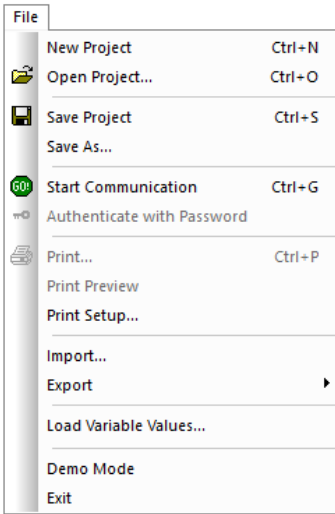 File
New Project Ctrl+N
Open Project... Ctrl+O
Save Project Ctrl+S
Save As...
GO! Start Communication Ctrl+G
Authenticate with Password
Print... Ctrl+P
Print Preview
Print Setup...
Import...
Export
Load Variable Values...
Demo Mode
Exit